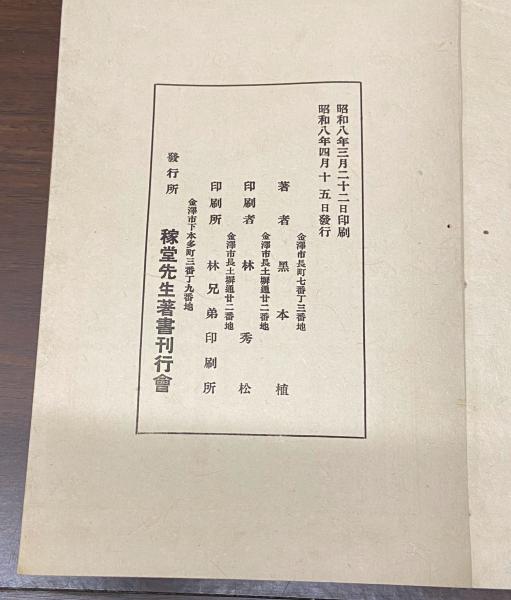 昭和八年三月二十二日印刷
昭和八年四月十五日發行
金澤市長町七番丁三番地
著者 黑本植
金澤市長土塀通廿二番地
印刷者 林秀松
金澤市長土塀通廿二番地
印刷所 林兄弟印刷所
金澤市下本多町三番丁九番地
發行所 稼堂先生著書刊行會